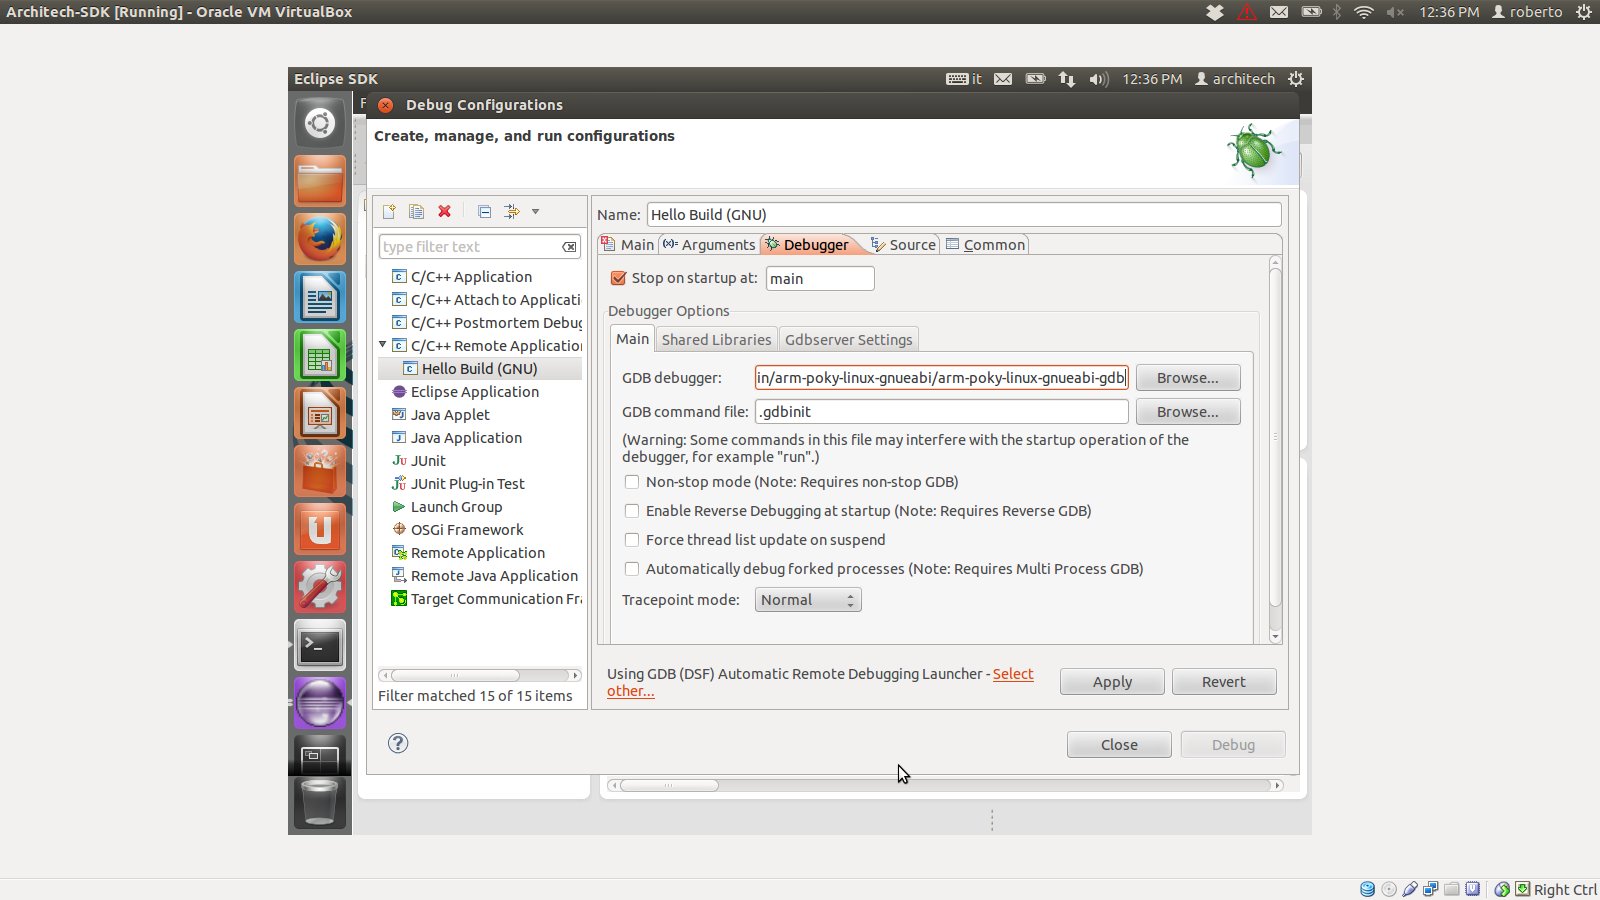 Architech-SDK [Running] - Oracle VM VirtualBox
12:36 PM roberto
Eclipse SDK
it 12:36 PM architech
Debug Configurations
Create, manage, and run configurations
Name: Hello Build (GNU)
type filter text
Main Arguments Debugger Source Common
C/C++ Application
C/C++ Attach to Applicati
C/C++ Postmortem Debug
C/C++ Remote Application
Hello Build (GNU)
Eclipse Application
Java Applet
Java Application
JUnit
JUnit Plug-in Test
Launch Group
OSGi Framework
Remote Application
Remote Java Application
Target Communication Fra
Filter matched 15 of 15 items
Stop on startup at: main
Debugger Options
Main Shared Libraries Gdbserver Settings
GDB debugger: in/arm-poky-linux-gnueabi/arm-poky-linux-gnueabi-gdb Browse...
GDB command file: .gdbinit Browse...
(Warning: Some commands in this file may interfere with the startup operation of the
debugger, for example "run".)
Non-stop mode (Note: Requires non-stop GDB)
Enable Reverse Debugging at startup (Note: Requires Reverse GDB)
Force thread list update on suspend
Automatically debug forked processes (Note: Requires Multi Process GDB)
Tracepoint mode: Normal
Using GDB (DSF) Automatic Remote Debugging Launcher - Select
other...
Apply Revert
Close Debug
Right Ctrl